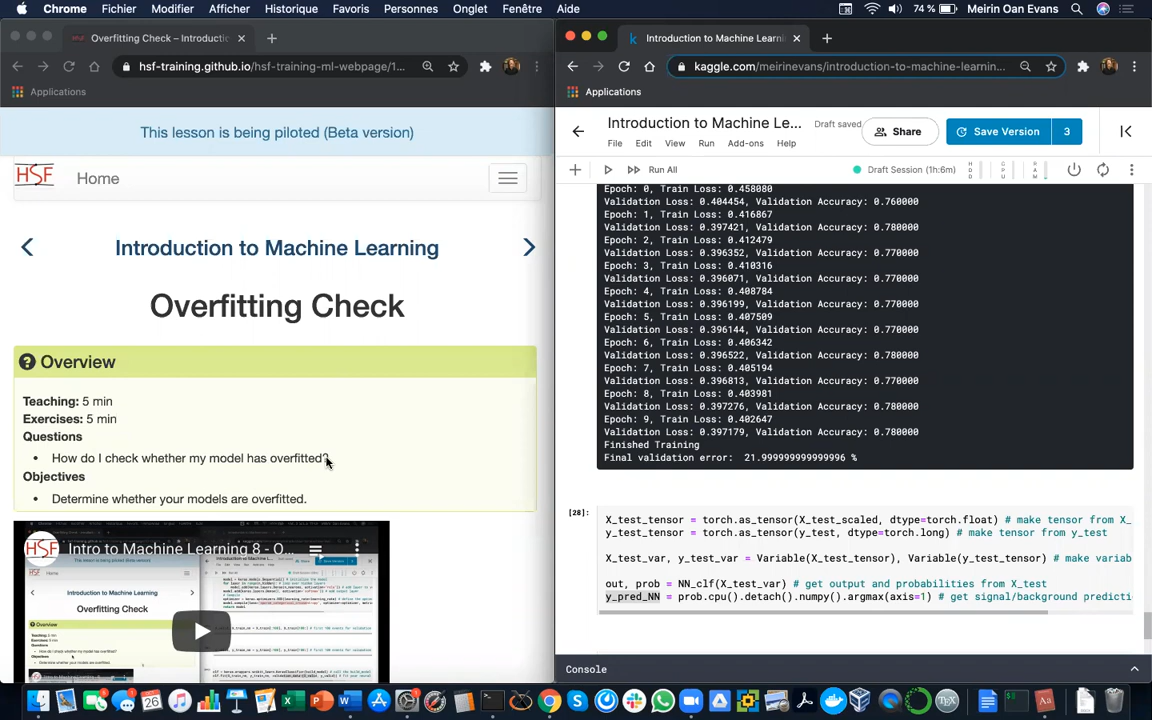 Chrome Fichier Modifier Afficher Historique Favoris Personnes Onglet Fenêtre Aide 74 % Meirin Oan Evans
Overfitting Check – Introductic
hsf-training.github.io/hsf-training-ml-webpage/1...
Applications
This lesson is being piloted (Beta version)
HSF Home
Introduction to Machine Learning
Overfitting Check
Overview
Teaching: 5 min
Exercises: 5 min
Questions
• How do I check whether my model has overfitted?
Objectives
• Determine whether your models are overfitted.
HSF Intro to Machine Learning 8 - O...
Introduction to Machine Learning
Overfitting Check
Overview
Introduction to Machine Learni
kaggle.com/meirinevans/introduction-to-machine-learnin...
Applications
Introduction to Machine Le... Draft saved
Share
Save Version 3
File Edit View Run Add-ons Help
Run All
Draft Session (1h:6m)
Epoch: 0, Train Loss: 0.458080
Validation Loss: 0.404454, Validation Accuracy: 0.760000
Epoch: 1, Train Loss: 0.416867
Validation Loss: 0.397421, Validation Accuracy: 0.780000
Epoch: 2, Train Loss: 0.412479
Validation Loss: 0.396352, Validation Accuracy: 0.780000
Epoch: 3, Train Loss: 0.410316
Validation Loss: 0.396071, Validation Accuracy: 0.770000
Epoch: 4, Train Loss: 0.408784
Validation Loss: 0.396199, Validation Accuracy: 0.770000
Epoch: 5, Train Loss: 0.407509
Validation Loss: 0.396144, Validation Accuracy: 0.770000
Epoch: 6, Train Loss: 0.406342
Validation Loss: 0.396522, Validation Accuracy: 0.780000
Epoch: 7, Train Loss: 0.405194
Validation Loss: 0.396813, Validation Accuracy: 0.770000
Epoch: 8, Train Loss: 0.403981
Validation Loss: 0.397276, Validation Accuracy: 0.780000
Epoch: 9, Train Loss: 0.402647
Validation Loss: 0.397179, Validation Accuracy: 0.780000
Finished Training
Final validation error: 21.999999999999996 %
[28]:
X_test_tensor = torch.as_tensor(X_test_scaled, dtype=torch.float) # make tensor from X_
y_test_tensor = torch.as_tensor(y_test, dtype=torch.long) # make tensor from y_test
X_test_var, y_test_var = Variable(X_test_tensor), Variable(y_test_tensor) # make variab
out, prob = NN_clf(X_test_var) # get output and probabilities from X_test
y_pred_NN = prob.cpu().detach().numpy().argmax(axis=1) # get signal/background predicti
Console